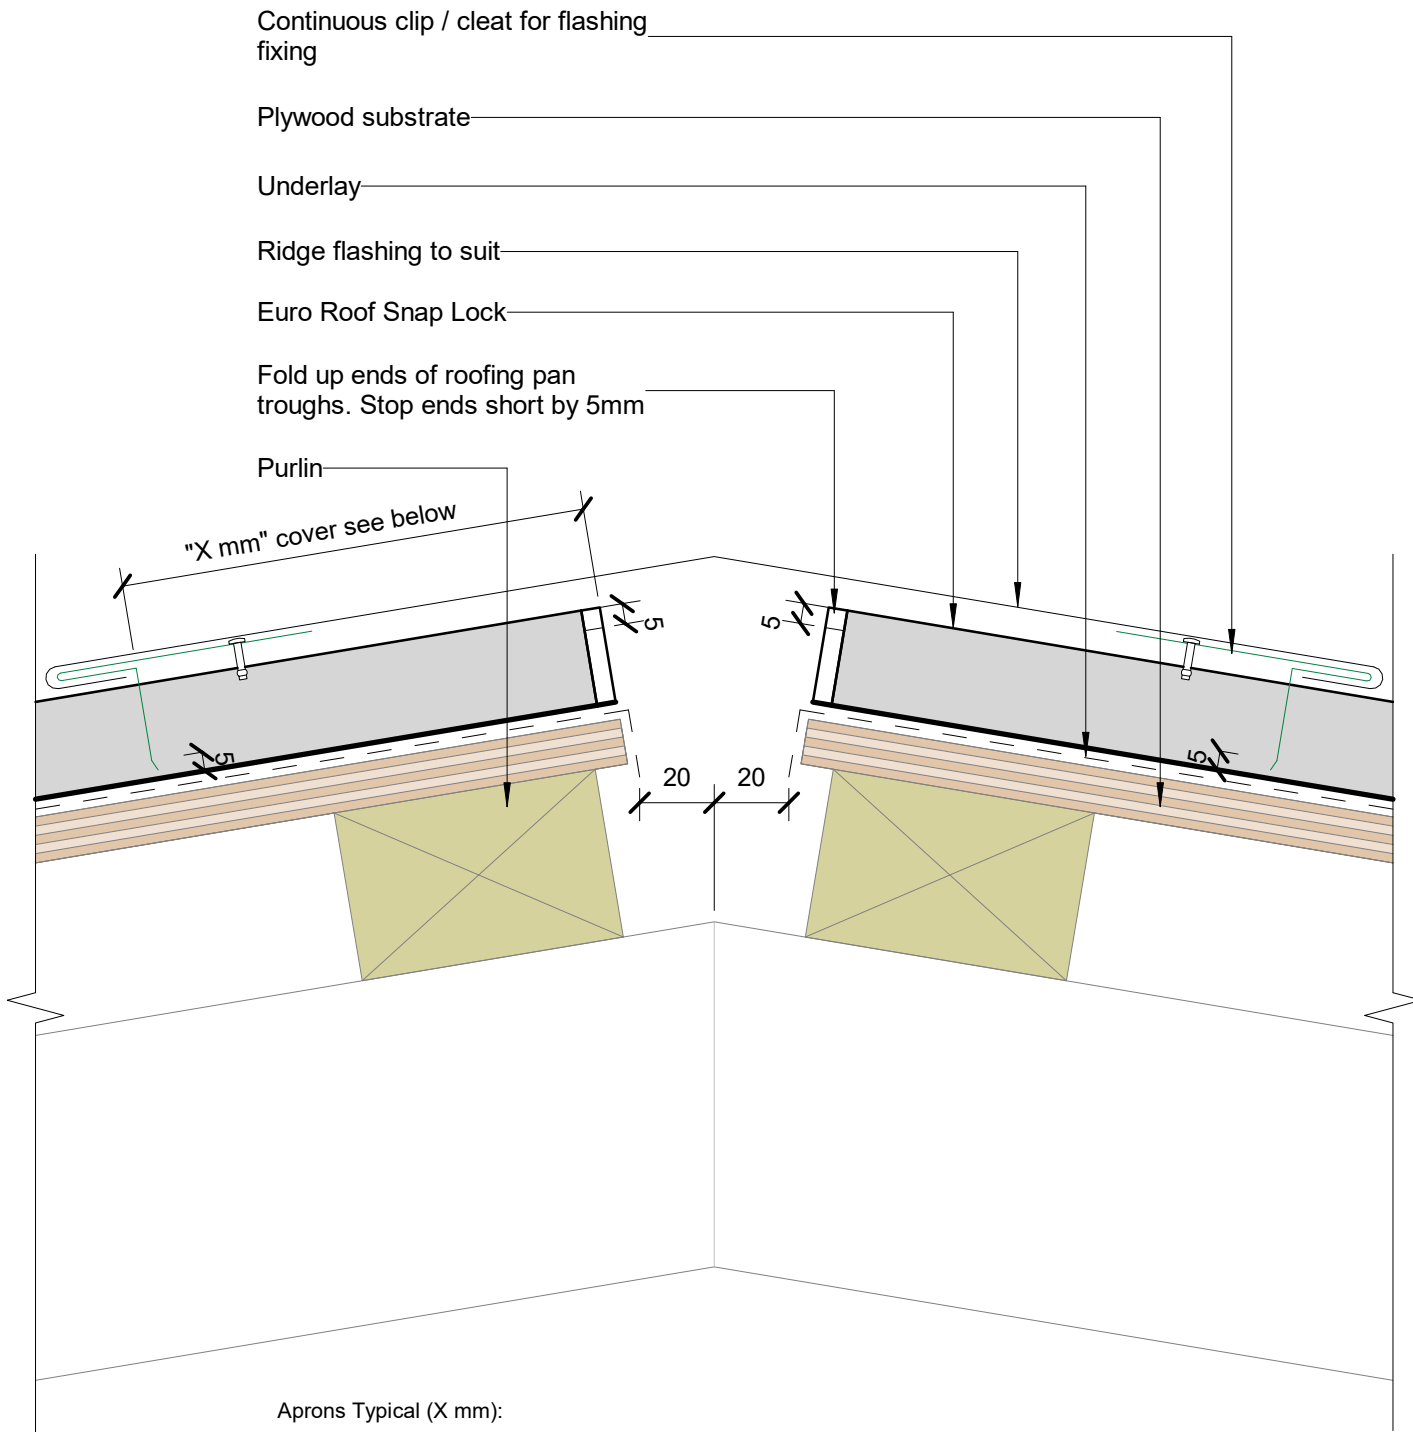 Continuous clip / cleat for flashing
fixing
Plywood substrate
Underlay
Ridge flashing to suit
Euro Roof Snap Lock
Fold up ends of roofing pan
troughs. Stop ends short by 5mm
Purlin
"X mm" cover see below
5
5
5
5
20
20
Aprons Typical (X mm):